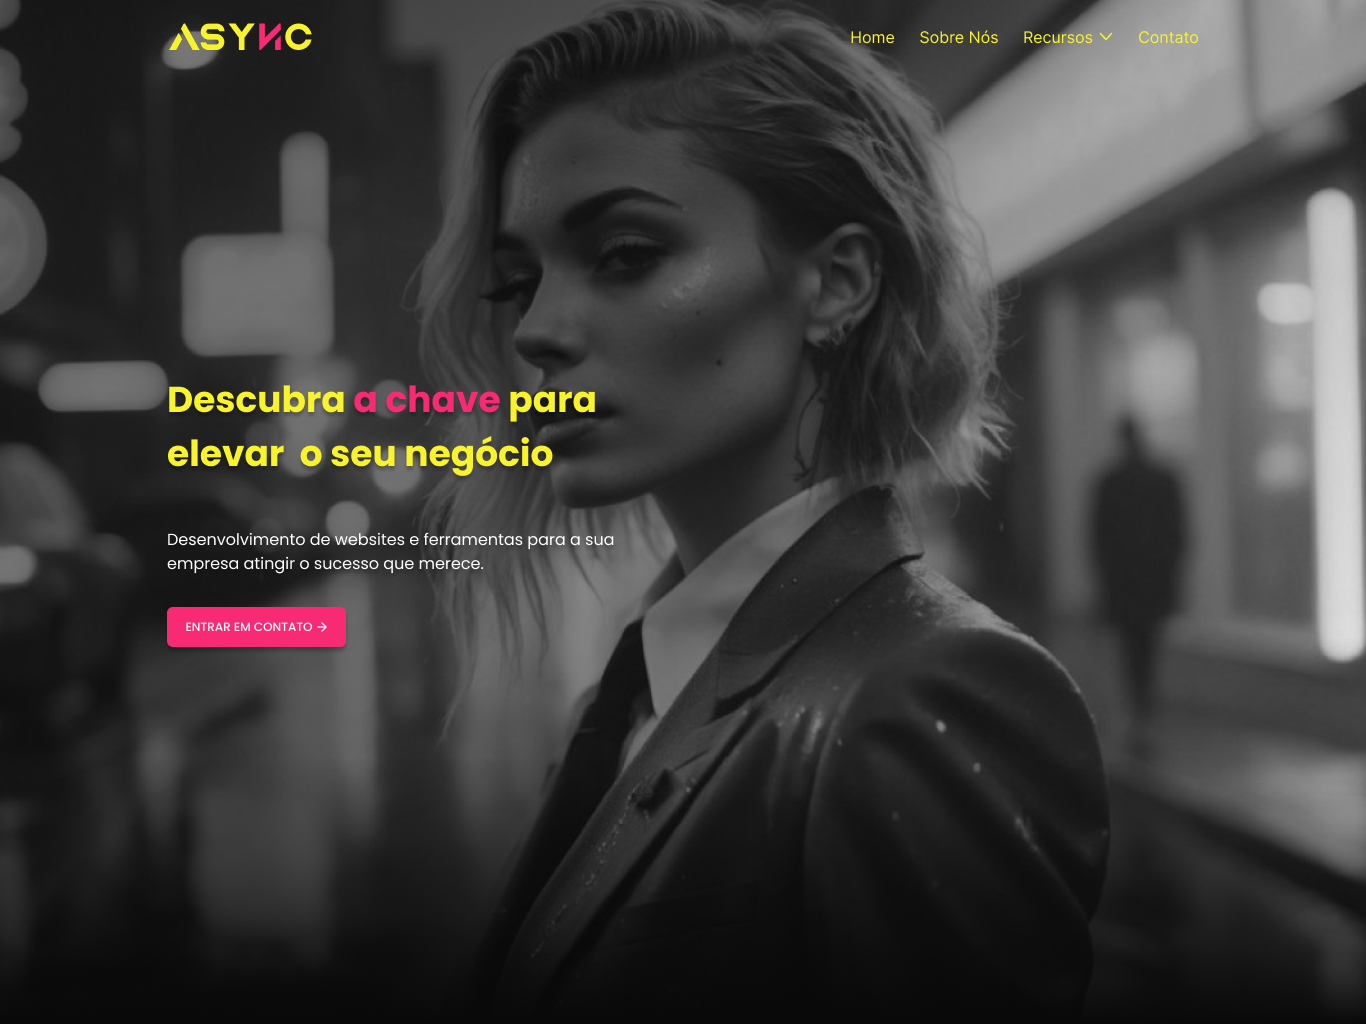 ASYNC
Home Sobre Nós Recursos Contato
Descubra a chave para
elevar o seu negócio
Desenvolvimento de websites e ferramentas para a sua
empresa atingir o sucesso que merece.
ENTRAR EM CONTATO →